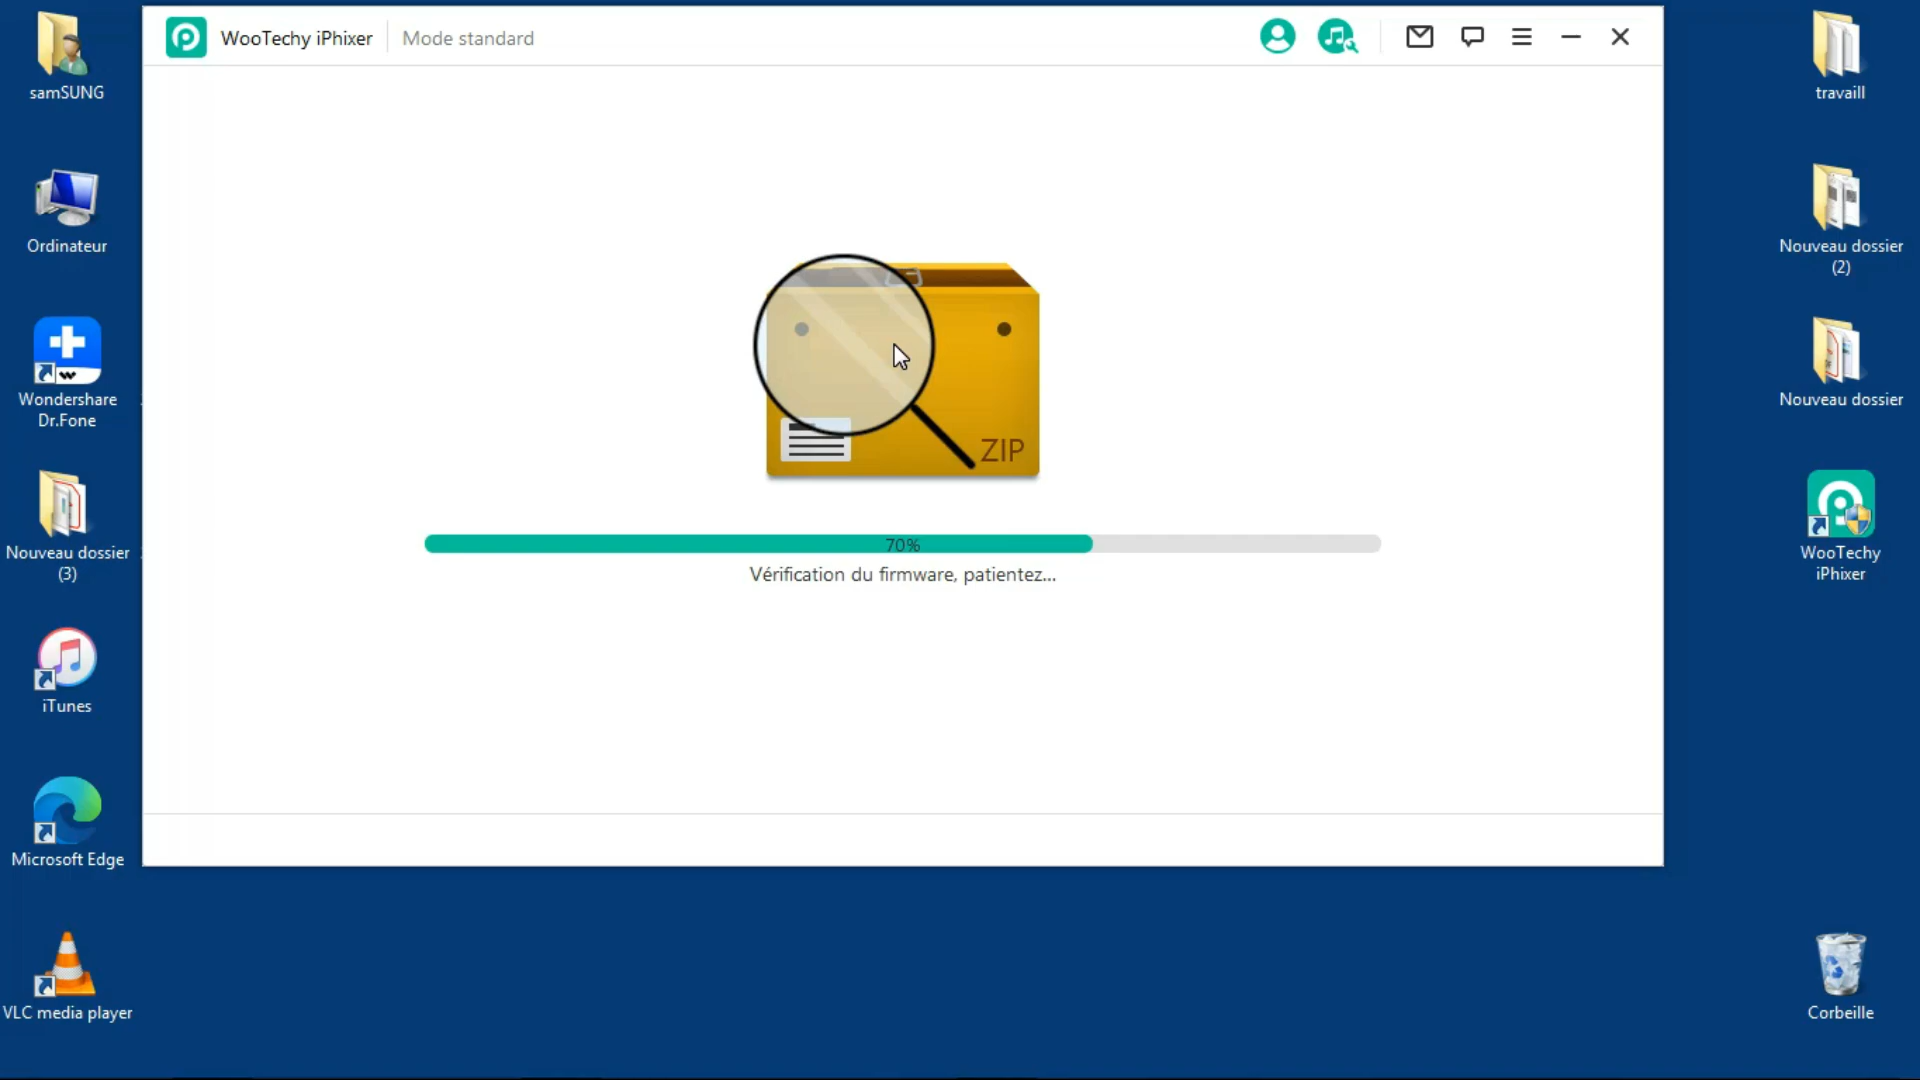 WooTechy iPhixer
Mode standard
samSUNG
Ordinateur
Wondershare
Dr.Fone
Nouveau dossier
(3)
iTunes
Microsoft Edge
VLC media player
ZIP
70%
Vérification du firmware, patientez...
travaill
Nouveau dossier
(2)
Nouveau dossier
WooTechy
iPhixer
Corbeille